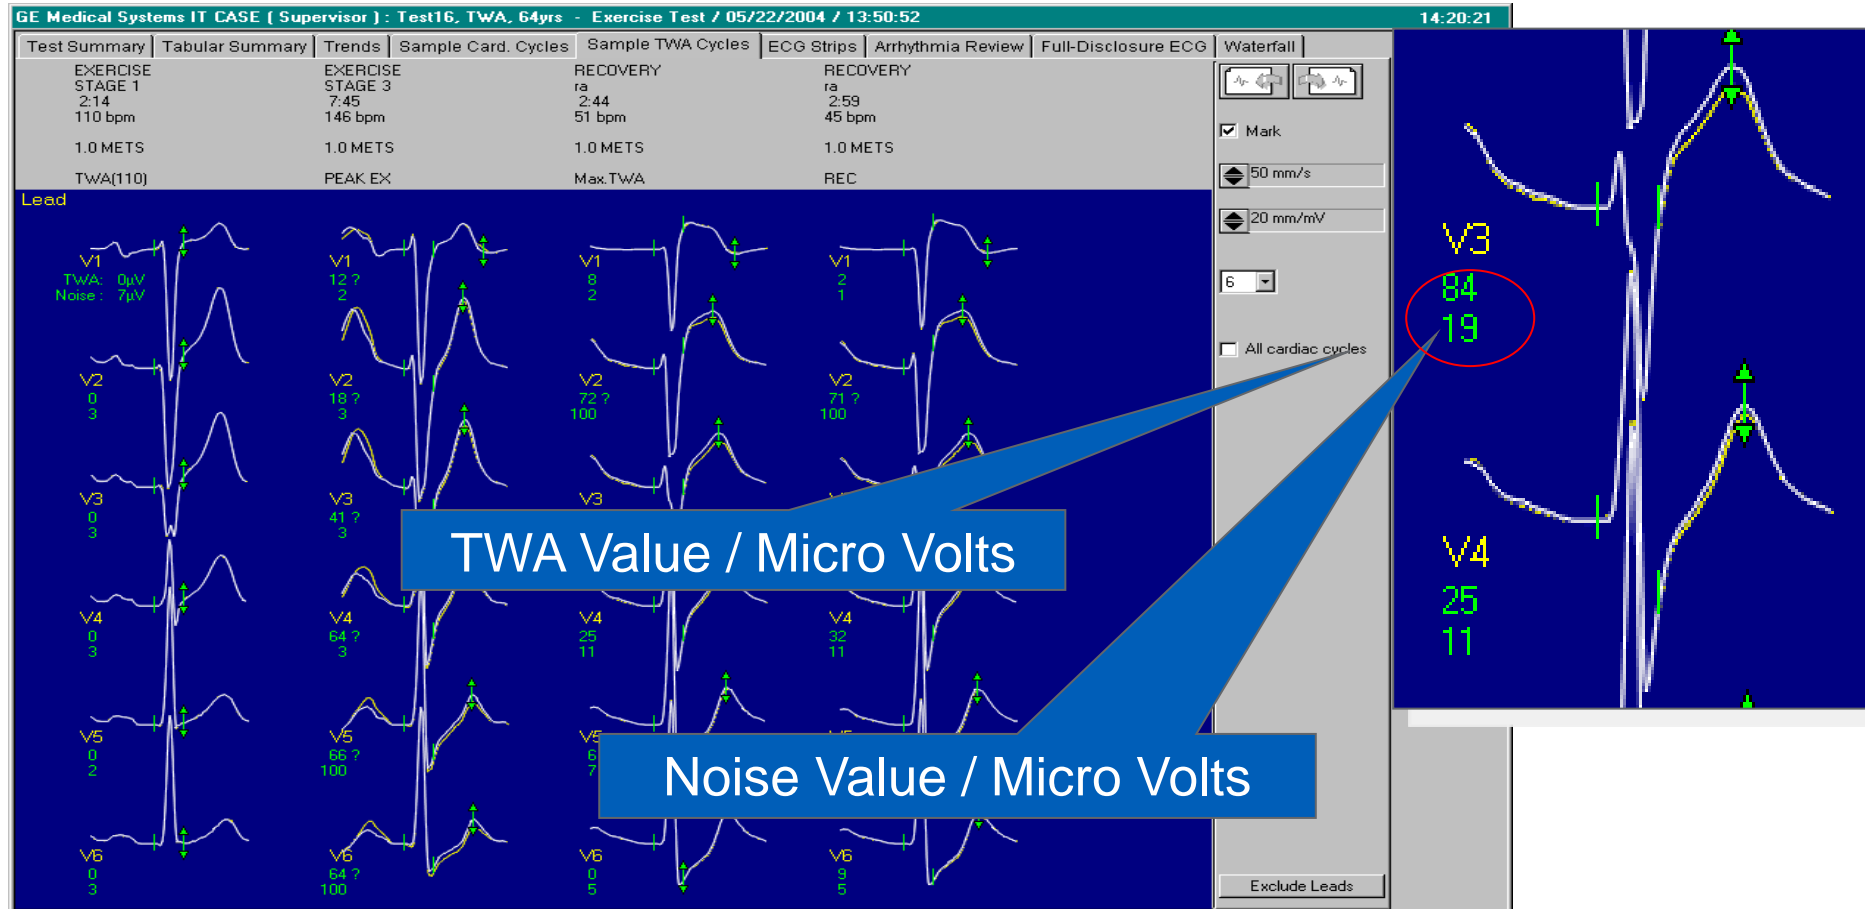 GE Medical Systems IT CASE ( Supervisor ) : Test16, TWA, 64yrs - Exercise Test / 05/22/2004 / 13:50:52 14:20:21
Test Summary Tabular Summary Trends Sample Card. Cycles Sample TWA Cycles ECG Strips Arrhythmia Review Full-Disclosure ECG Waterfall
EXERCISE EXERCISE RECOVERY RECOVERY
STAGE 1 STAGE 3 ra ra
2:14 7:45 2:44 2:59
110 bpm 146 bpm 51 bpm 45 bpm
1.0 METS 1.0 METS 1.0 METS 1.0 METS
TWA(110) PEAK EX Max.TWA REC
Mark
50 mm/s
20 mm/mV
6
All cardiac cycles
Exclude Leads
Lead
V1 V1 V1 V1
TWA: 0µV 12 ? 8 2
Noise : 7µV 2 2 1
V2 V2 V2 V2
0 18 ? 72 ? 71 ?
3 3 100 100
V3 V3 V3
0 41 ?
3 3
V4 V4 V4 V4
0 64 ? 25 32
3 3 11 11
V5 V5 V5
0 66 ? 6
2 100 7
V6 V6 V6 V6
0 64 ? 0 9
3 100 5 5
TWA Value / Micro Volts
Noise Value / Micro Volts
V3
84
19
V4
25
11